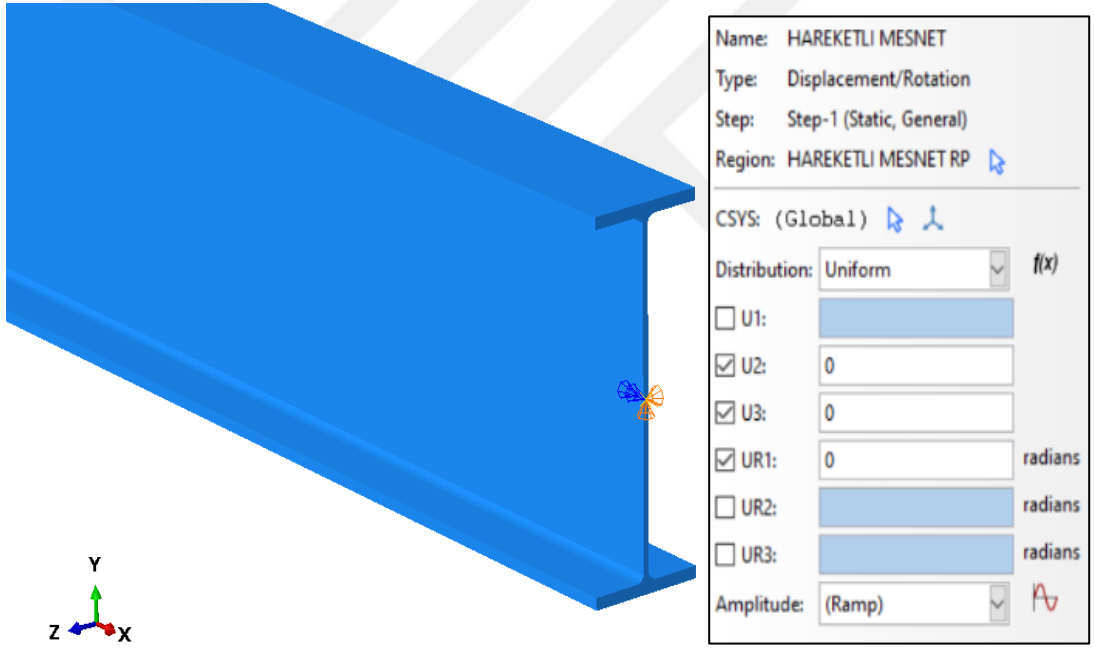 Name: HAREKETLI MESNET
Type: Displacement/Rotation
Step: Step-1 (Static, General)
Region: HAREKETLI MESNET RP
CSYS: (Global)
Distribution: Uniform f(x)
U1:
U2: 0
U3: 0
UR1: 0 radians
UR2: radians
UR3: radians
Amplitude: (Ramp)
Y
Z X